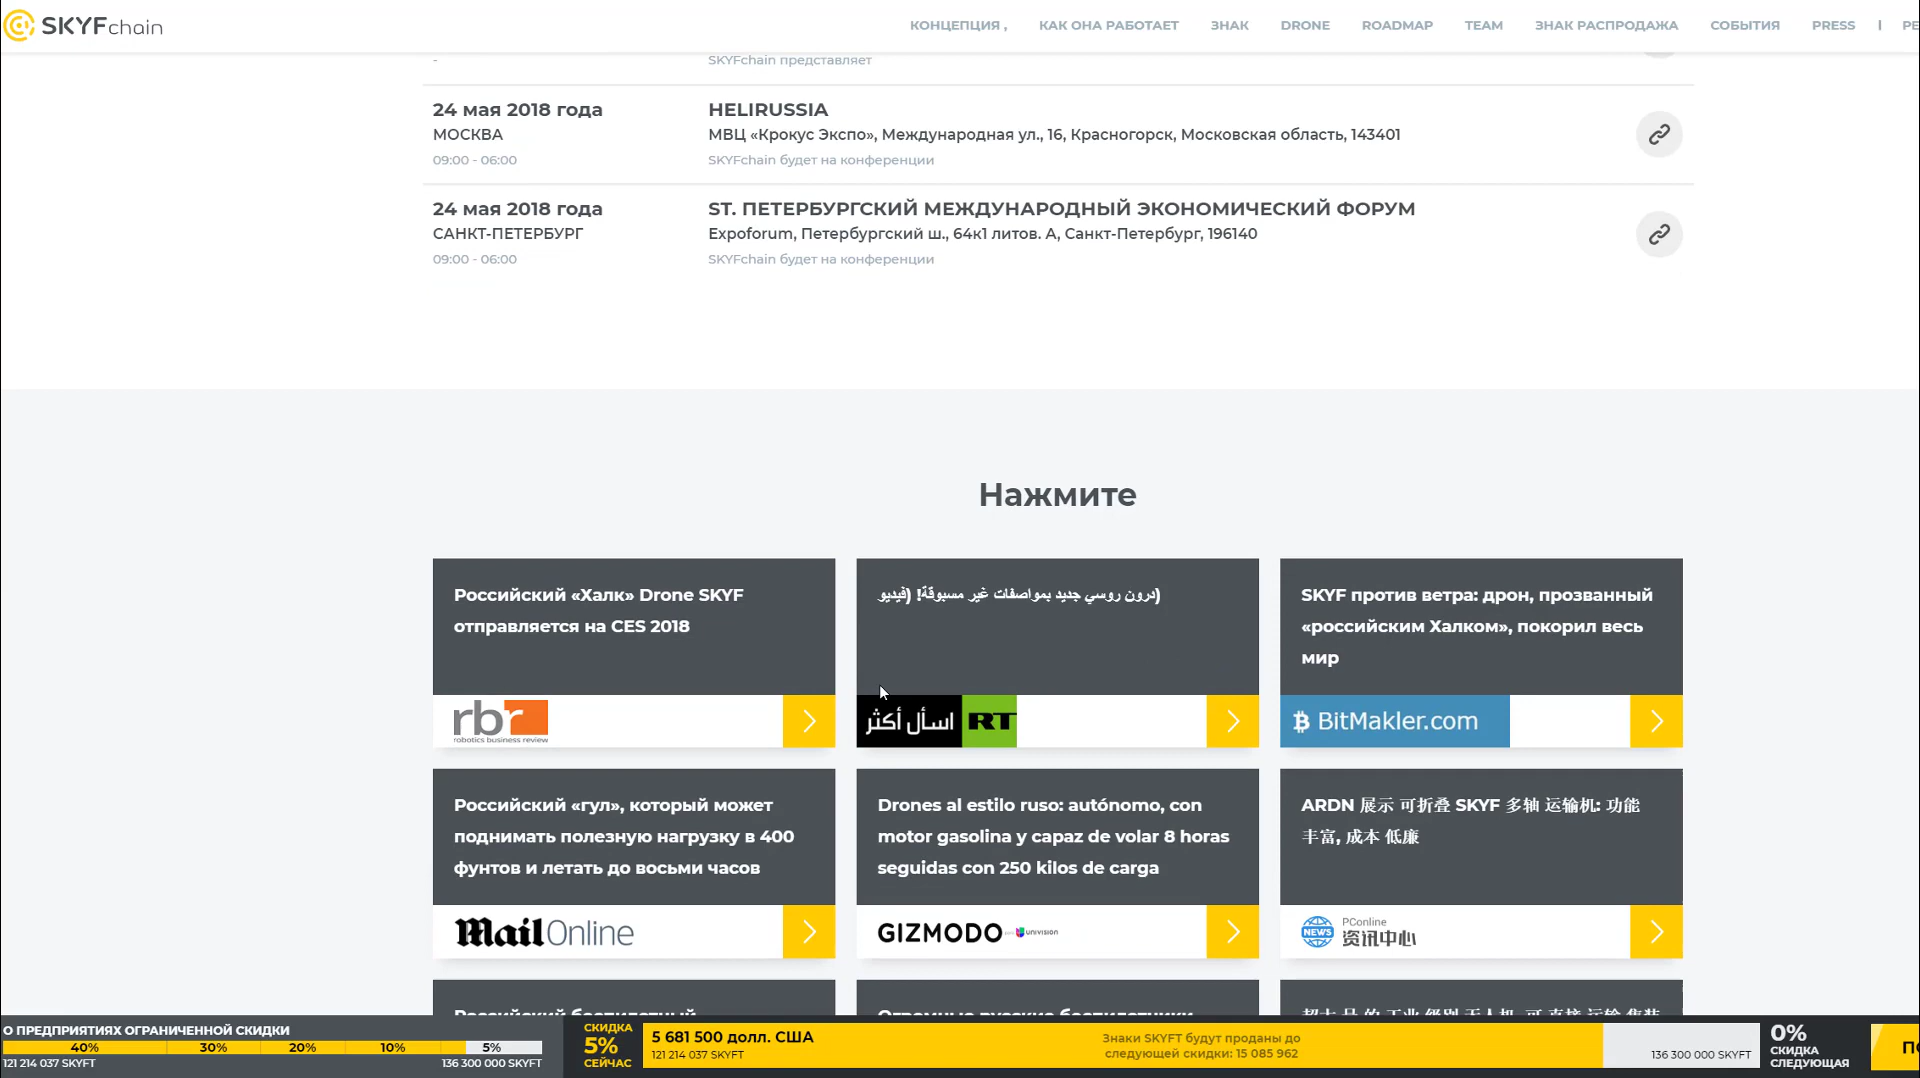 SKYFchain
КОНЦЕПЦИЯ , КАК ОНА РАБОТАЕТ ЗНАК DRONE ROADMAP TEAM ЗНАК РАСПРОДАЖА СОБЫТИЯ PRESS |
- SKYFchain представляет
24 мая 2018 года HELIRUSSIA
МОСКВА МВЦ «Крокус Экспо», Международная ул., 16, Красногорск, Московская область, 143401
09:00 - 06:00 SKYFchain будет на конференции
24 мая 2018 года ST. ПЕТЕРБУРГСКИЙ МЕЖДУНАРОДНЫЙ ЭКОНОМИЧЕСКИЙ ФОРУМ
САНКТ-ПЕТЕРБУРГ Expoforum, Петербургский ш., 64к1 литов. А, Санкт-Петербург, 196140
09:00 - 06:00 SKYFchain будет на конференции
Нажмите
Российский «Халк» Drone SKYF
отправляется на CES 2018
rbr
robotics business review
(درون روسي جديد بمواصفات غير مسبوقة! (فيديو
اسأل أكثر RT
SKYF против ветра: дрон, прозванный
«российским Халком», покорил весь
мир
BitMakler.com
Российский «гул», который может
поднимать полезную нагрузку в 400
фунтов и летать до восьми часов
Mail Online
Drones al estilo ruso: autónomo, con
motor gasolina y capaz de volar 8 horas
seguidas con 250 kilos de carga
GIZMODO univision
ARDN 展示 可折叠 SKYF 多轴 运输机: 功能
丰富, 成本 低廉
NEWS PConline
资讯中心
Российский беспилотный
Огромные русские беспилотники
О ПРЕДПРИЯТИЯХ ОГРАНИЧЕННОЙ СКИДКИ
40% 30% 20% 10% 5%
121 214 037 SKYFT 136 300 000 SKYFT
СКИДКА
5%
СЕЙЧАС
5 681 500 долл. США
121 214 037 SKYFT
Знаки SKYFT будут проданы до
следующей скидки: 15 085 962
136 300 000 SKYFT
0%
СКИДКА
СЛЕДУЮЩАЯ